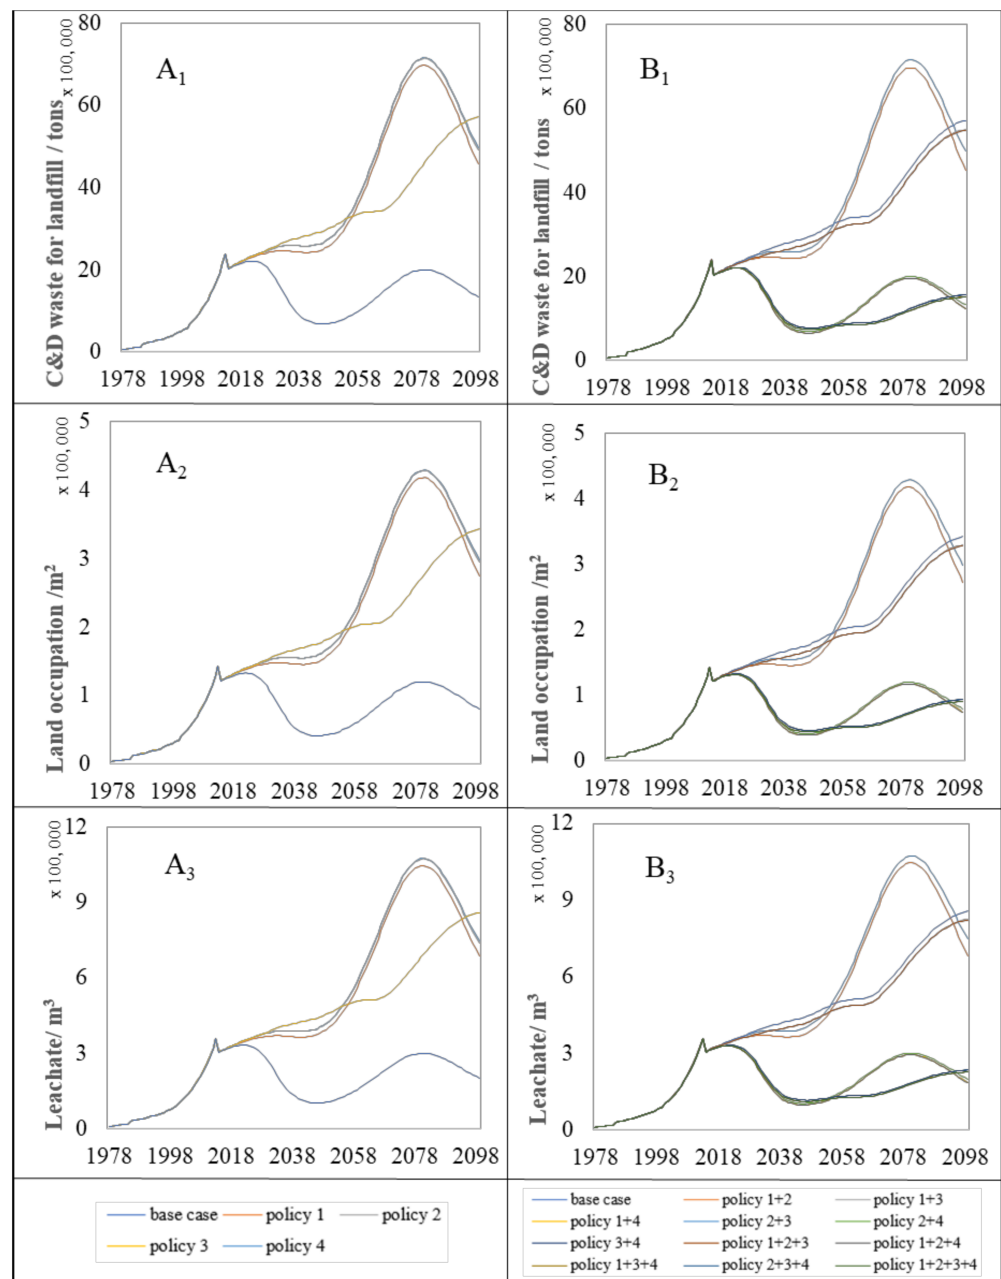 x 100,000
C&D waste for landfill / tons
A1
80
60
40
20
0
1978 1998 2018 2038 2058 2078 2098
x 100,000
C&D waste for landfill / tons
B1
80
60
40
20
0
1978 1998 2018 2038 2058 2078 2098
x 100,000
Land occupation /m²
A2
5
4
3
2
1
0
1978 1998 2018 2038 2058 2078 2098
x 100,000
Land occupation /m²
B2
5
4
3
2
1
0
1978 1998 2018 2038 2058 2078 2098
x 100,000
Leachate/ m³
A3
12
9
6
3
0
1978 1998 2018 2038 2058 2078 2098
x 100,000
Leachate/ m³
B3
12
9
6
3
0
1978 1998 2018 2038 2058 2078 2098
base case policy 1 policy 2
policy 3 policy 4
base case policy 1+2 policy 1+3
policy 1+4 policy 2+3 policy 2+4
policy 3+4 policy 1+2+3 policy 1+2+4
policy 1+3+4 policy 2+3+4 policy 1+2+3+4